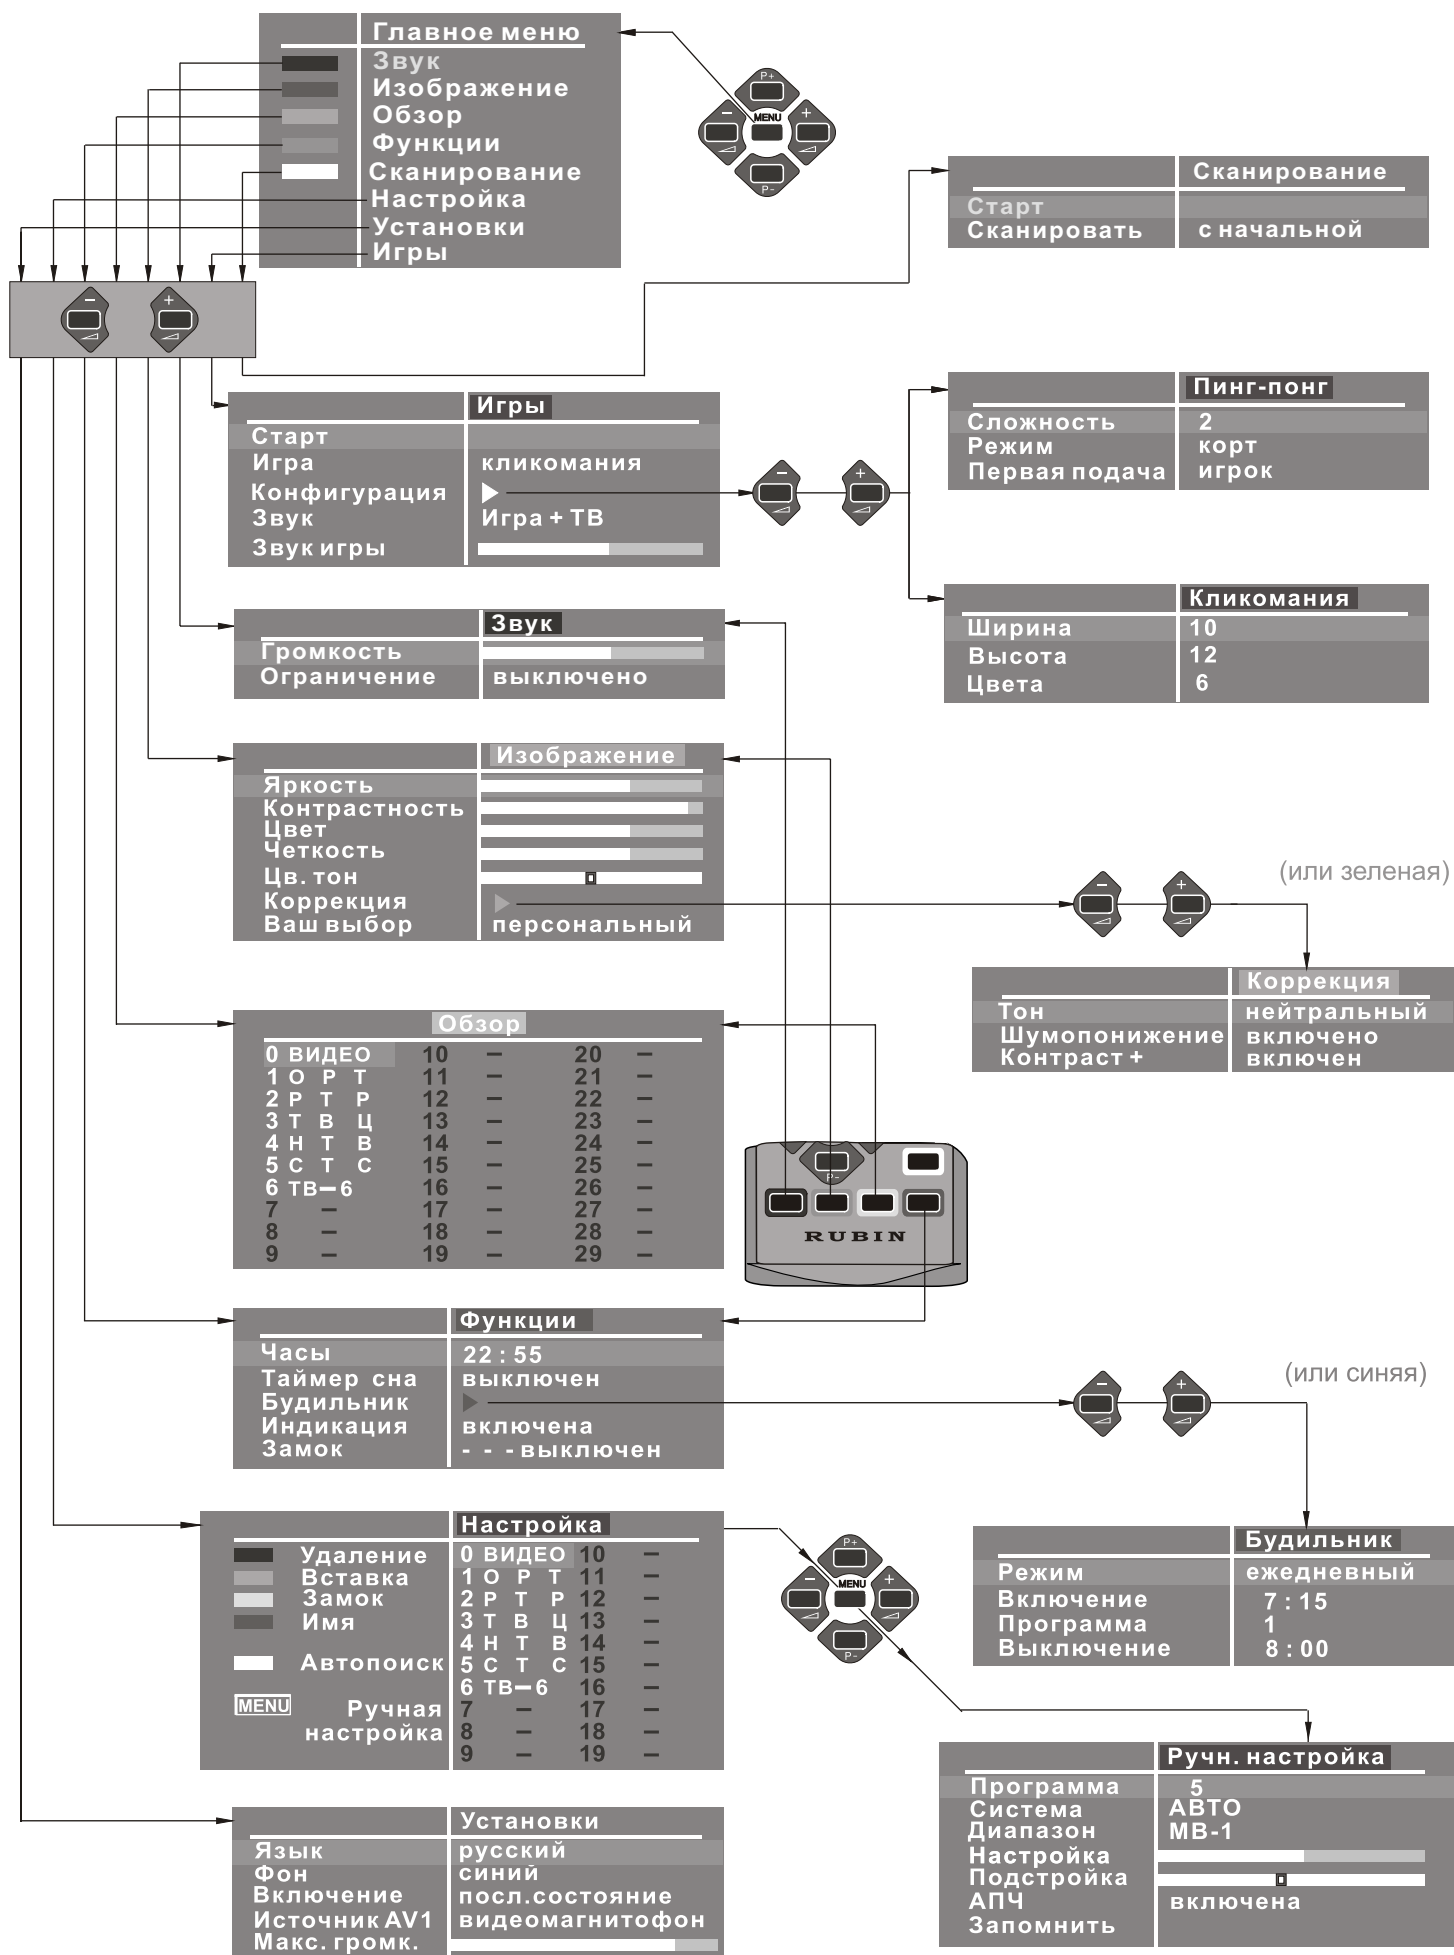 Главное меню
Звук
Изображение
Обзор
Функции
Сканирование
Настройка
Установки
Игры
P+
–
MENU
+
P-
Сканирование
Старт
Сканировать с начальной
– +
Игры
Старт
Игра кликомания
Конфигурация
Звук Игра + ТВ
Звук игры
– +
Пинг-понг
Сложность 2
Режим корт
Первая подача игрок
Кликомания
Ширина 10
Высота 12
Цвета 6
Звук
Громкость
Ограничение выключено
Изображение
Яркость
Контрастность
Цвет
Четкость
Цв. тон
Коррекция
Ваш выбор персональный
– +
(или зеленая)
Коррекция
Тон нейтральный
Шумопонижение включено
Контраст + включен
Обзор
0 ВИДЕО 10 – 20 –
1 О Р Т 11 – 21 –
2 Р Т Р 12 – 22 –
3 Т В Ц 13 – 23 –
4 Н Т В 14 – 24 –
5 С Т С 15 – 25 –
6 ТВ–6 16 – 26 –
7 – 17 – 27 –
8 – 18 – 28 –
9 – 19 – 29 –
P-
RUBIN
Функции
Часы 22 : 55
Таймер сна выключен
Будильник
Индикация включена
Замок - - - выключен
– +
(или синяя)
Будильник
Режим ежедневный
Включение 7 : 15
Программа 1
Выключение 8 : 00
Настройка
Удаление
Вставка
Замок
Имя
Автопоиск
MENU Ручная
настройка
0 ВИДЕО 10 –
1 О Р Т 11 –
2 Р Т Р 12 –
3 Т В Ц 13 –
4 Н Т В 14 –
5 С Т С 15 –
6 ТВ–6 16 –
7 – 17 –
8 – 18 –
9 – 19 –
P+
–
MENU
+
P-
Ручн. настройка
Программа 5
Система АВТО
Диапазон МВ-1
Настройка
Подстройка
АПЧ включена
Запомнить
Установки
Язык русский
Фон синий
Включение посл.состояние
Источник AV1 видеомагнитофон
Макс. громк.